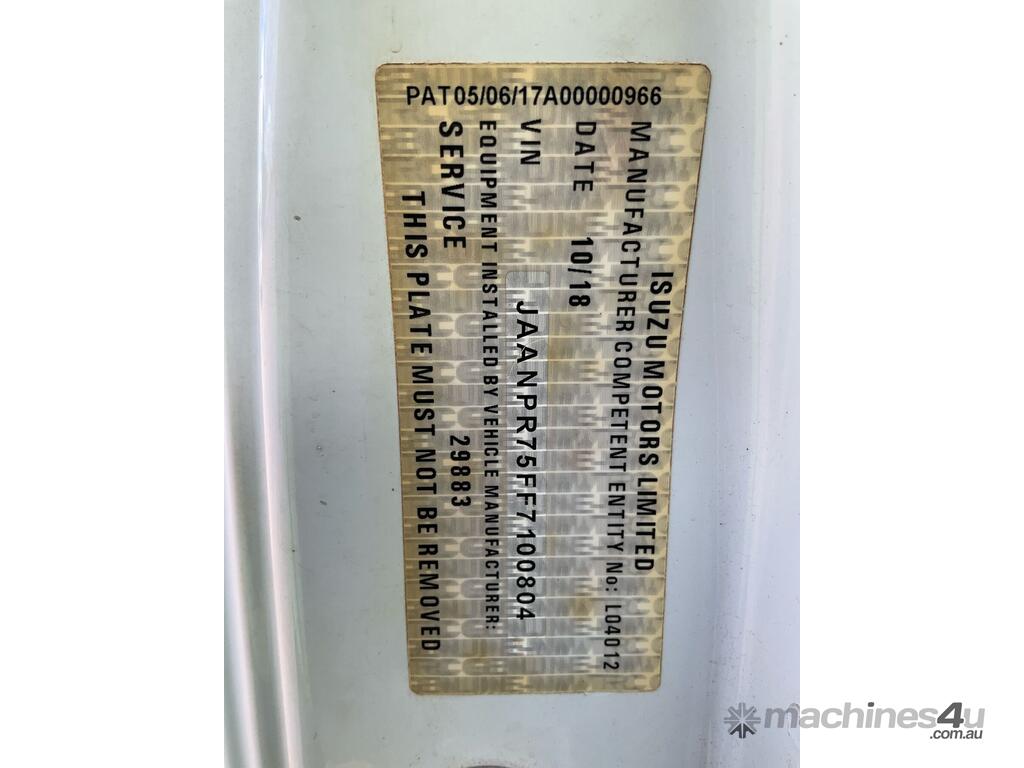 PAT05/06/17A00000966
ISUZU MOTORS LIMITED
MANUFACTURER COMPETENT ENTITY No: L04012
DATE 10/18
VIN JAANPR75FF7100804
EQUIPMENT INSTALLED BY VEHICLE MANUFACTURER:
SERVICE 29883
THIS PLATE MUST NOT BE REMOVED
machines4u
.com.au